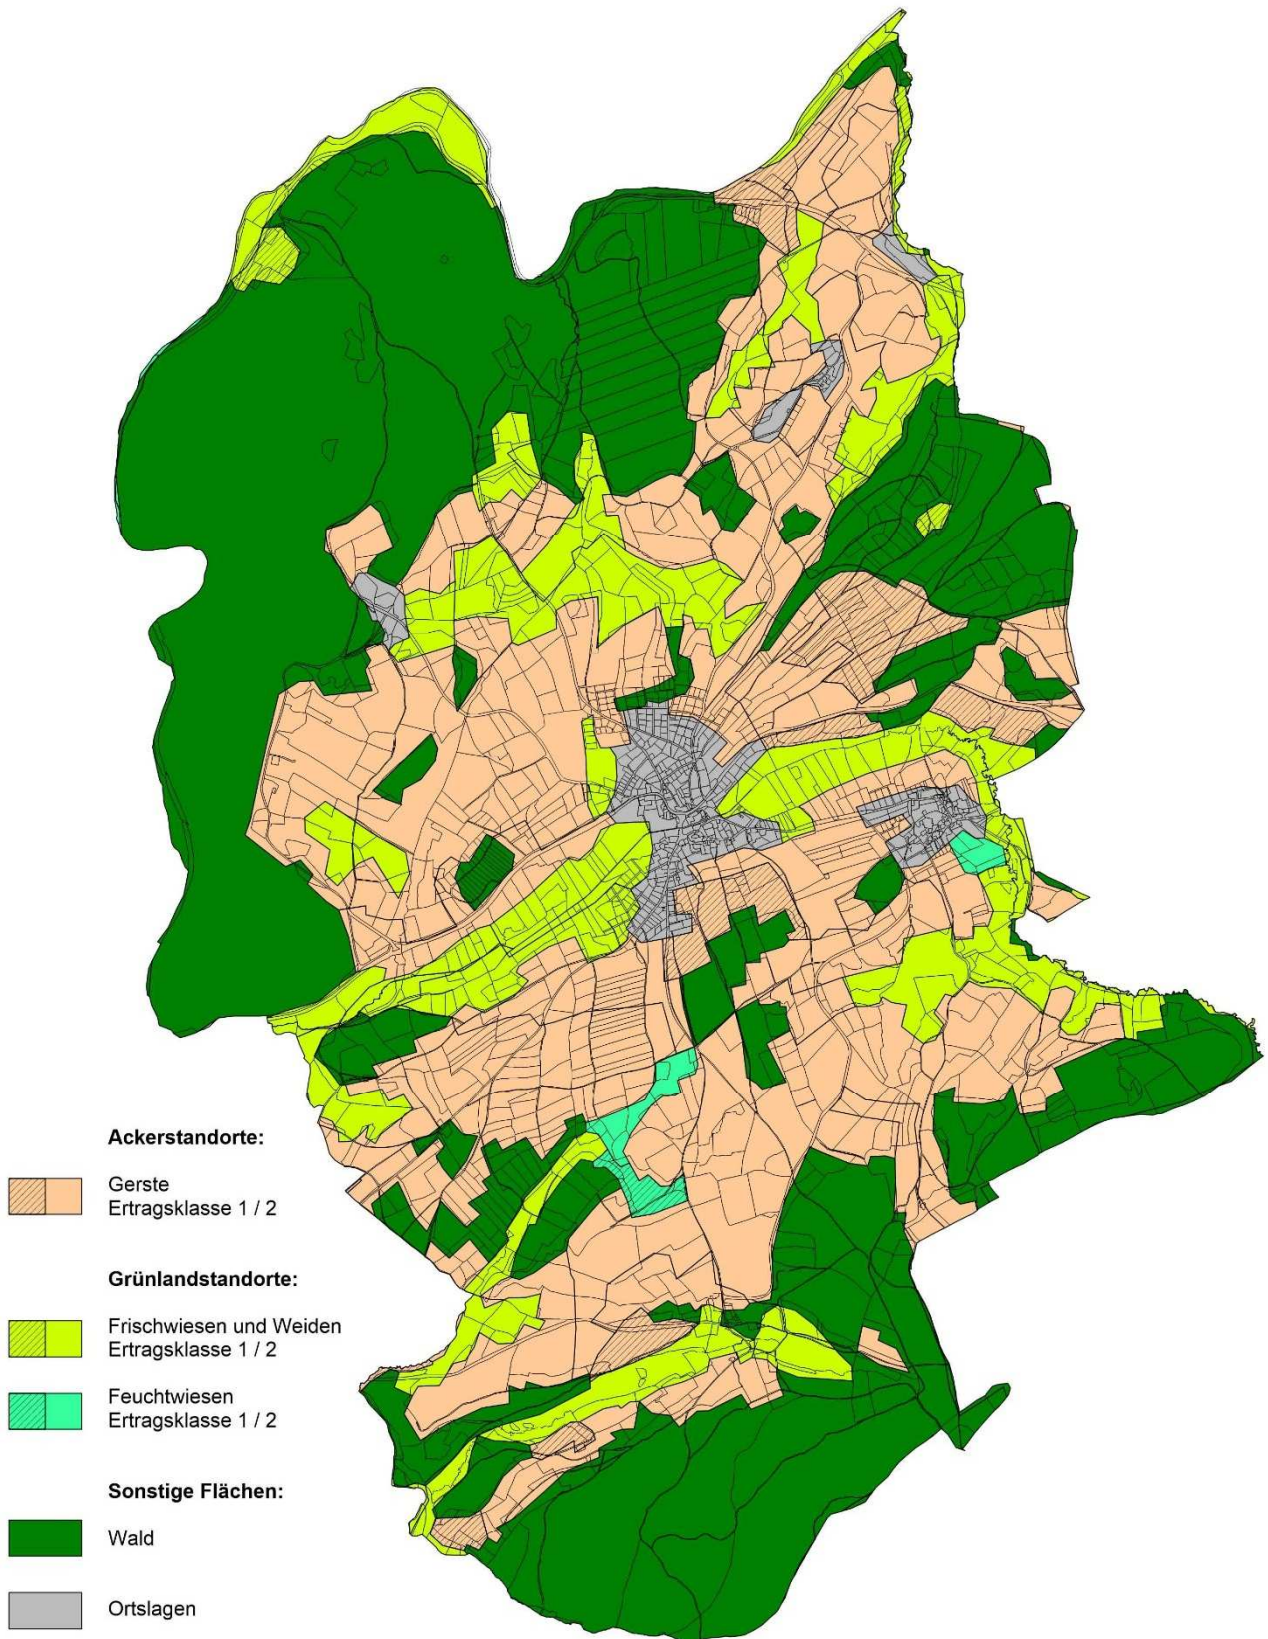 Ackerstandorte:
Gerste
Ertragsklasse 1 / 2
Grünlandstandorte:
Frischwiesen und Weiden
Ertragsklasse 1 / 2
Feuchtwiesen
Ertragsklasse 1 / 2
Sonstige Flächen:
Wald
Ortslagen